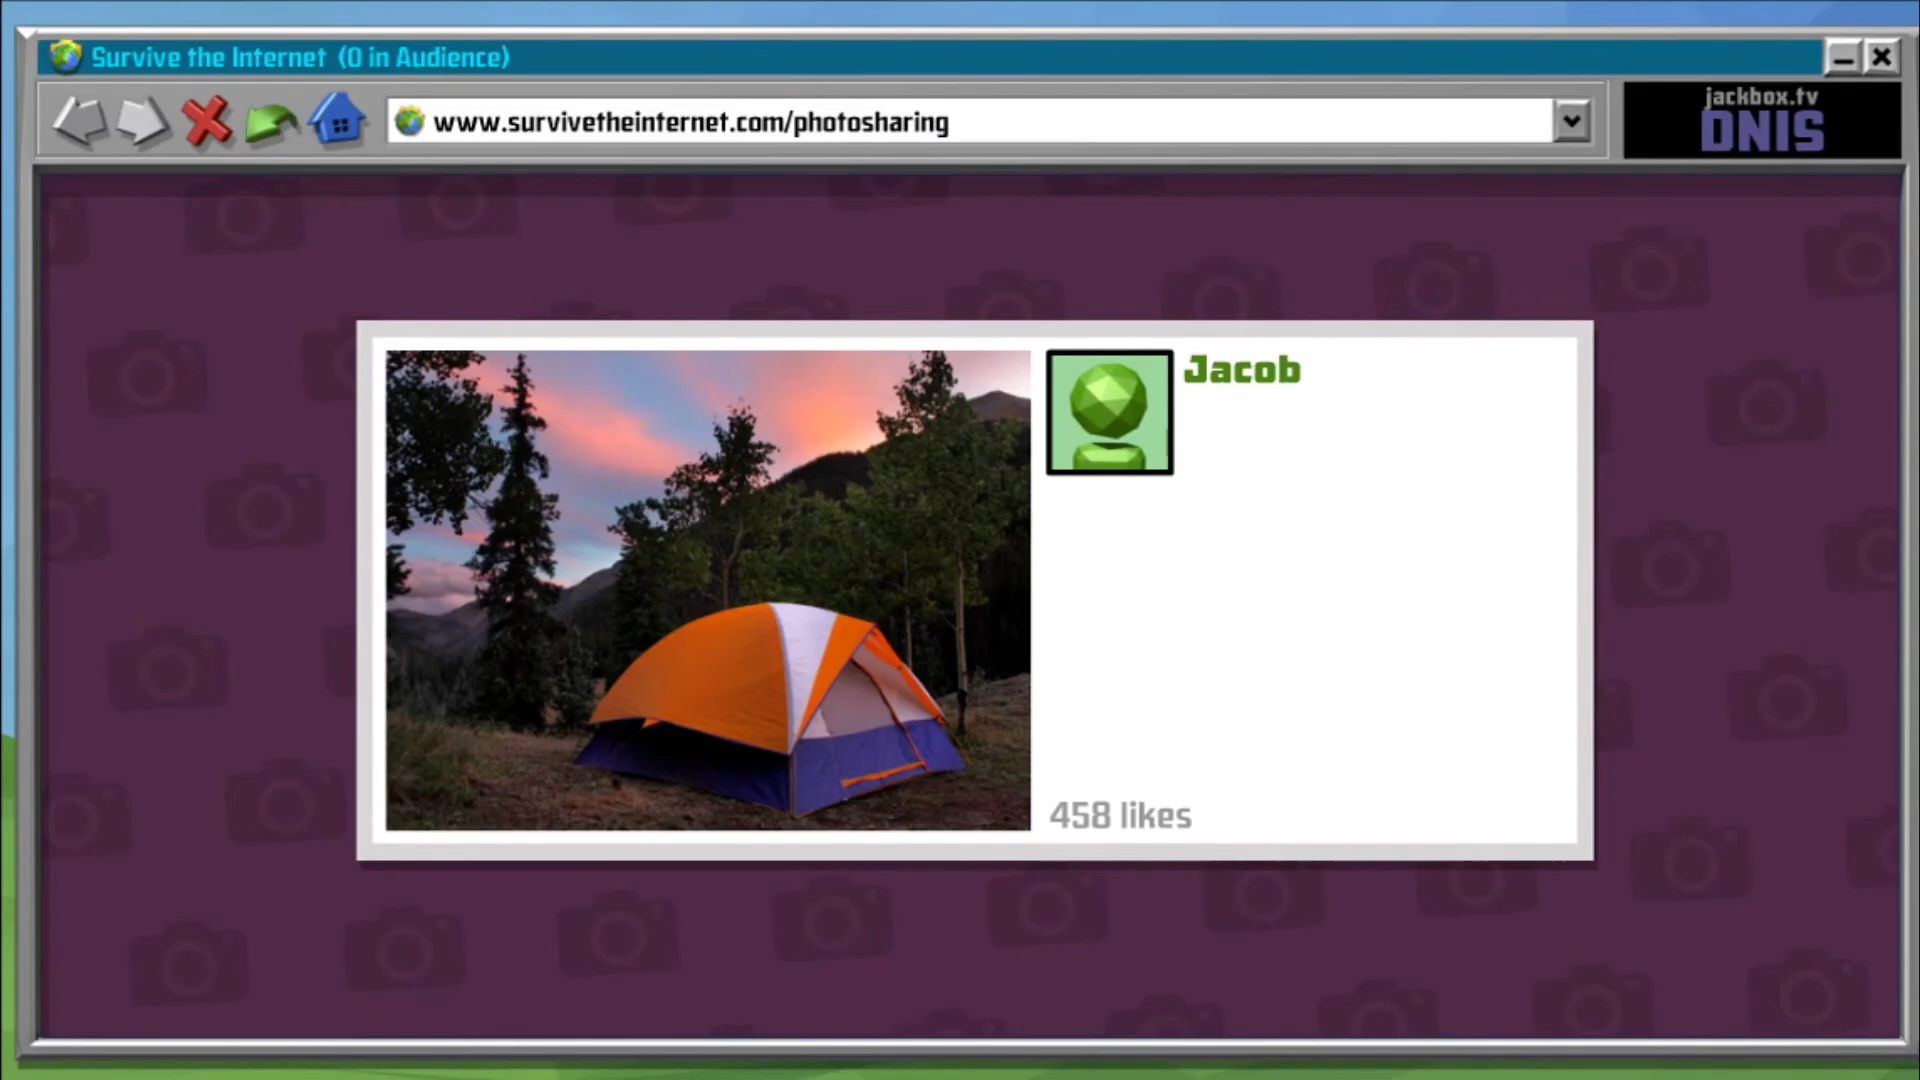 Survive the Internet (0 in Audience)
www.survivetheinternet.com/photosharing
jackbox.tv
DNIS
Jacob
458 likes